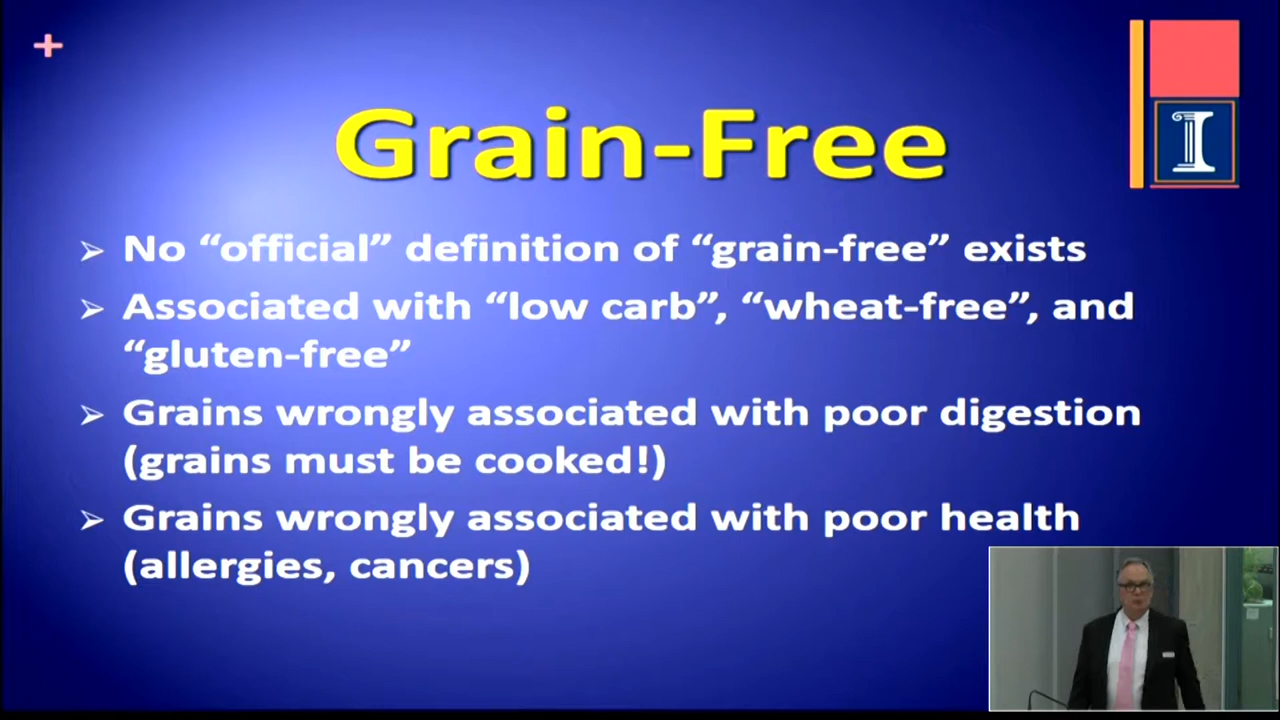 Grain-Free
I
No “official” definition of “grain-free” exists
Associated with “low carb”, “wheat-free”, and
“gluten-free”
Grains wrongly associated with poor digestion
(grains must be cooked!)
Grains wrongly associated with poor health
(allergies, cancers)